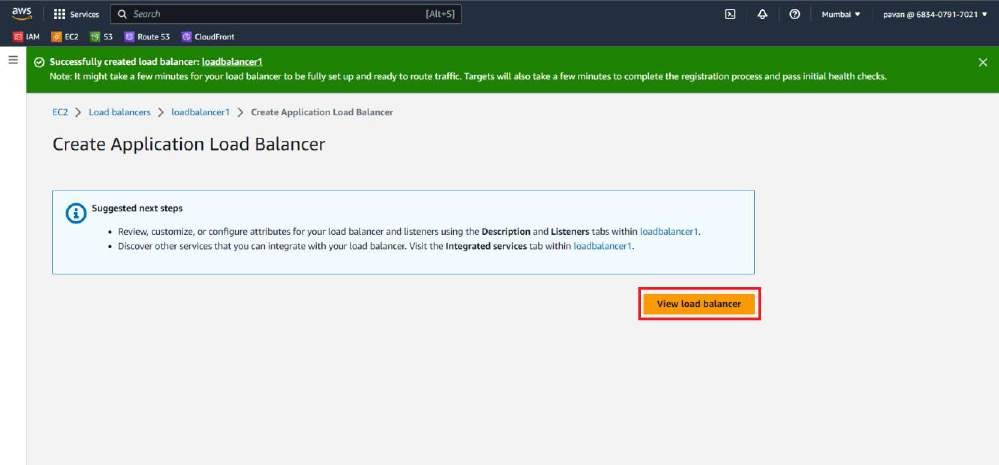 aws Services Search [Alt+S] Mumbai ▼ pavan @ 6834-0791-7021 ▼
IAM EC2 S3 Route 53 CloudFront
Successfully created load balancer: loadbalancer1
Note: It might take a few minutes for your load balancer to be fully set up and ready to route traffic. Targets will also take a few minutes to complete the registration process and pass initial health checks.
EC2 > Load balancers > loadbalancer1 > Create Application Load Balancer
Create Application Load Balancer
Suggested next steps
• Review, customize, or configure attributes for your load balancer and listeners using the Description and Listeners tabs within loadbalancer1.
• Discover other services that you can integrate with your load balancer. Visit the Integrated services tab within loadbalancer1.
View load balancer